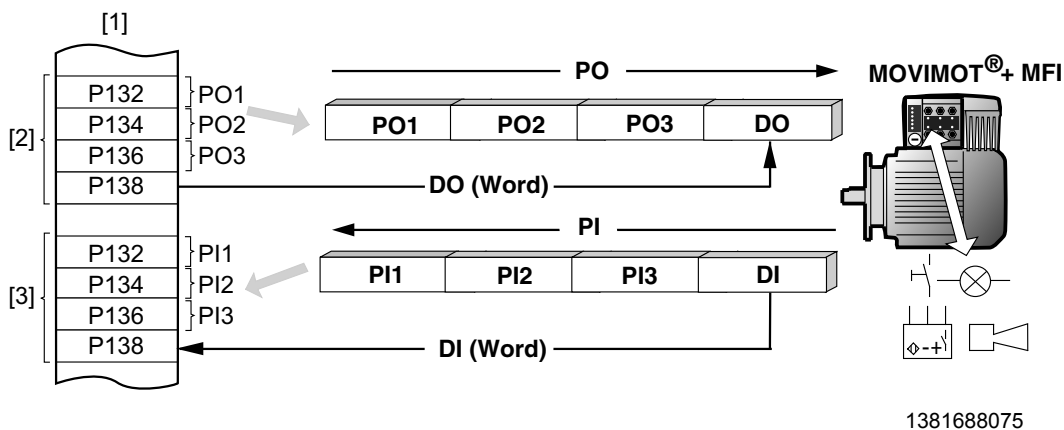 [1]
PO
MOVIMOT®+ MFI
[2]
P132 PO1
P134 PO2
P136 PO3
P138
PO1 PO2 PO3 DO
DO (Word)
PI
[3]
P132 PI1
P134 PI2
P136 PI3
P138
PI1 PI2 PI3 DI
DI (Word)
1381688075